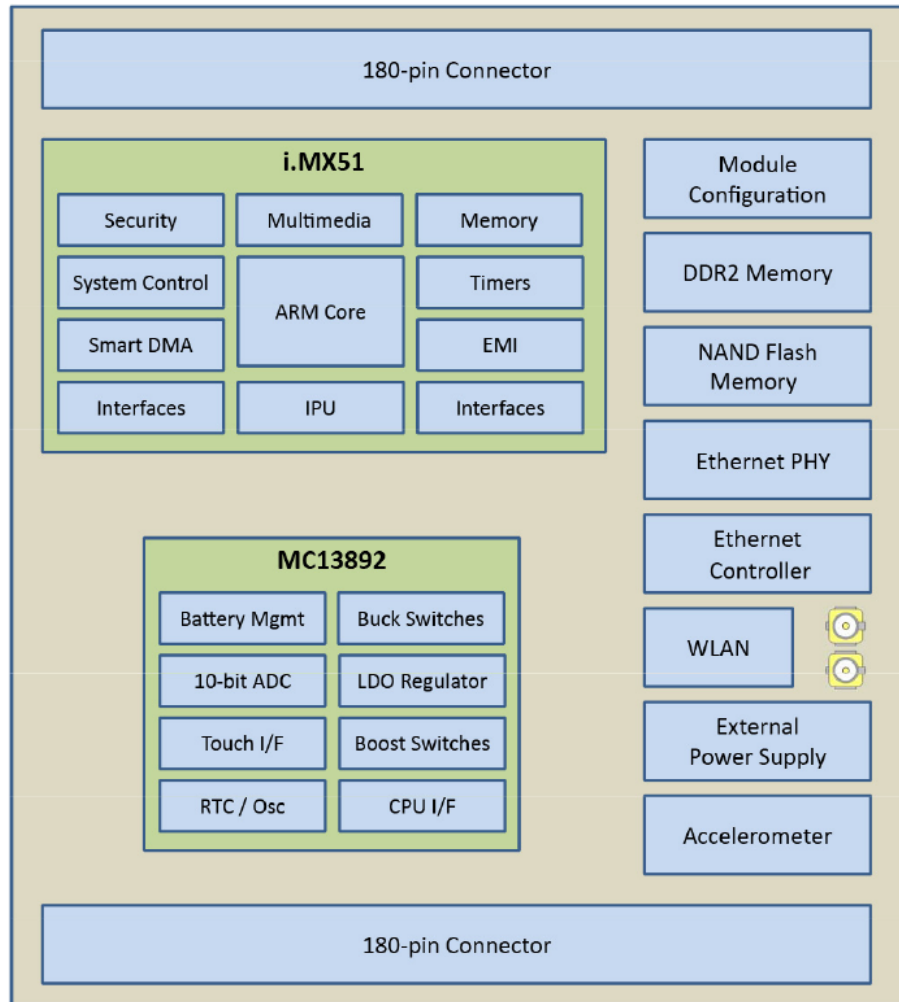 180-pin Connector
i.MX51
Security
Multimedia
Memory
System Control
ARM Core
Timers
Smart DMA
EMI
Interfaces
IPU
Interfaces
Module
Configuration
DDR2 Memory
NAND Flash
Memory
Ethernet PHY
Ethernet
Controller
WLAN
External
Power Supply
Accelerometer
MC13892
Battery Mgmt
Buck Switches
10-bit ADC
LDO Regulator
Touch I/F
Boost Switches
RTC / Osc
CPU I/F
180-pin Connector